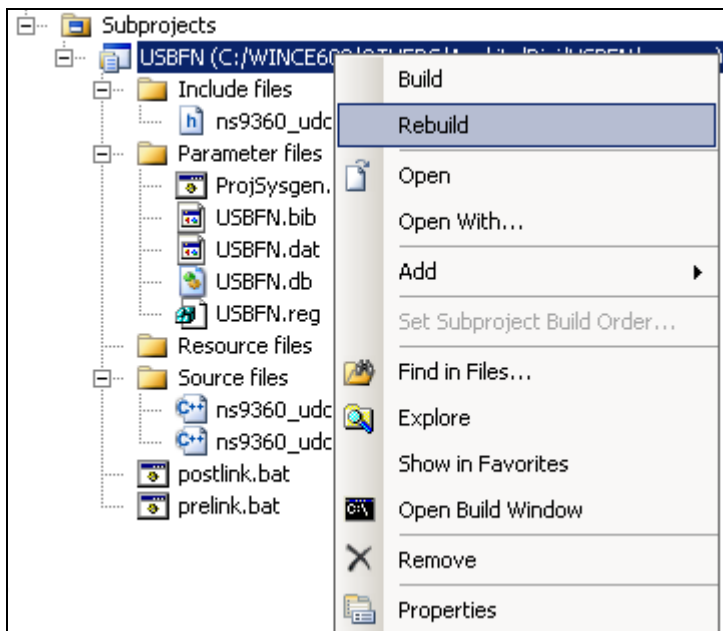 Subprojects
USBFN (C:/WINCE600/
Include files
ns9360_udc
Parameter files
ProjSysgen.
USBFN.bib
USBFN.dat
USBFN.db
USBFN.reg
Resource files
Source files
ns9360_udc
ns9360_udc
postlink.bat
prelink.bat
Build
Rebuild
Open
Open With...
Add
Set Subproject Build Order...
Find in Files...
Explore
Show in Favorites
Open Build Window
Remove
Properties